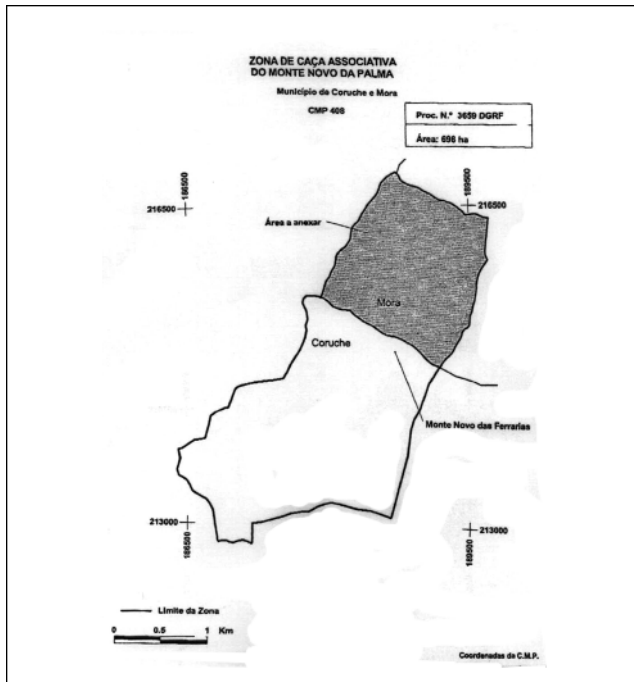 ZONA DE CAÇA ASSOCIATIVA
DO MONTE NOVO DA PALMA
Município de Coruche e Mora
CMP 408
Proc. N.º 3659 DGRF
Área: 696 ha
186500
216500
189500
216500
Área a anexar
Mora
Coruche
Monte Novo das Ferrarias
213000
186500
213000
189500
Limite da Zona
0 0.5 1 Km
Coordenadas da C.M.P.